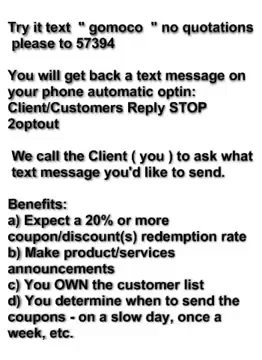 Try it text " gomoco " no quotations
please to 57394
You will get back a text message on
your phone automatic optin:
Client/Customers Reply STOP
2optout
We call the Client ( you ) to ask what
text message you'd like to send.
Benefits:
a) Expect a 20% or more
coupon/discount(s) redemption rate
b) Make product/services
announcements
c) You OWN the customer list
d) You determine when to send the
coupons - on a slow day, once a
week, etc.